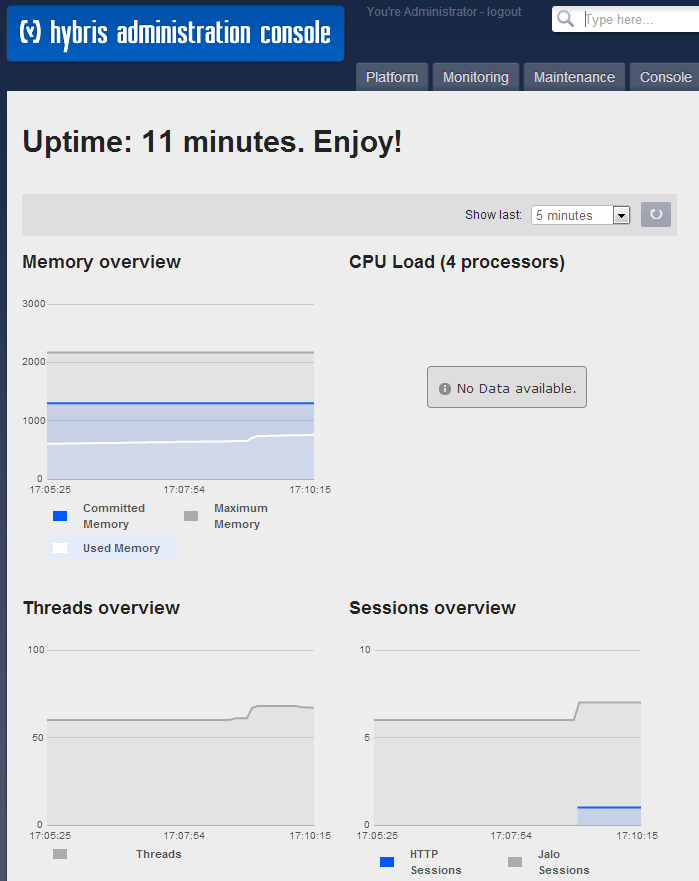 You're Administrator - logout
hybris administration console
Type here...
Platform Monitoring Maintenance Console
Uptime: 11 minutes. Enjoy!
Show last: 5 minutes
Memory overview
3000
2000
1000
0
17:05:25 17:07:54 17:10:15
Committed Memory
Maximum Memory
Used Memory
CPU Load (4 processors)
No Data available.
Threads overview
100
50
0
17:05:25 17:07:54 17:10:15
Threads
Sessions overview
10
5
0
17:05:25 17:07:54 17:10:15
HTTP Sessions
Jalo Sessions